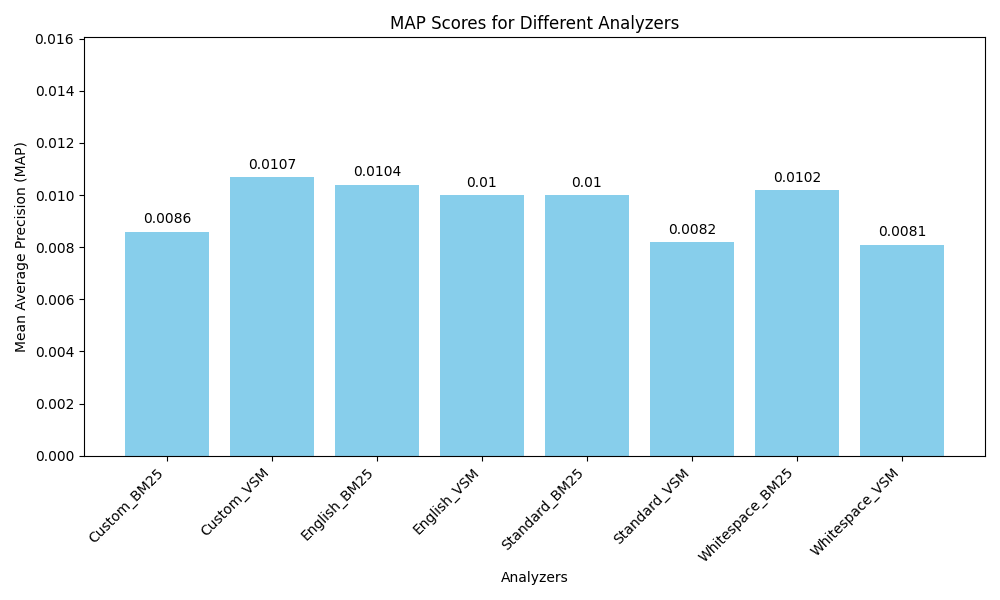 MAP Scores for Different Analyzers
Mean Average Precision (MAP)
0.016
0.014
0.012
0.010
0.008
0.006
0.004
0.002
0.000
0.0086
0.0107
0.0104
0.01
0.01
0.0082
0.0102
0.0081
Custom_BM25
Custom_VSM
English_BM25
English_VSM
Standard_BM25
Standard_VSM
Whitespace_BM25
Whitespace_VSM
Analyzers